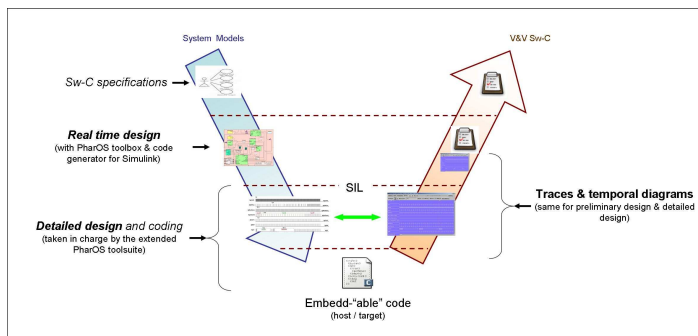 System Models
V&V Sw-C
Sw-C specifications
Real time design
(with PharOS toolbox & code
generator for Simulink)
SIL
Traces & temporal diagrams
(same for preliminary design & detailed
design)
Detailed design and coding
(taken in charge by the extended
PharOS toolsuite)
C
Embedd-“able” code
(host / target)